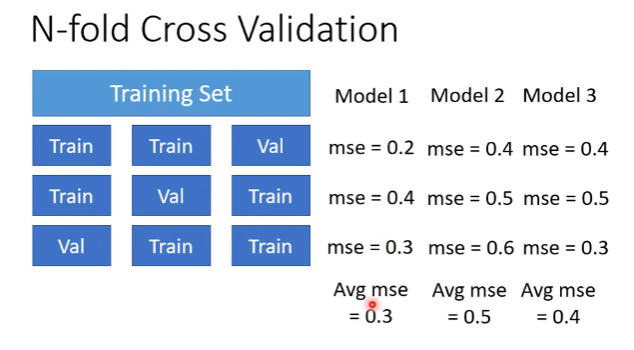 N-fold Cross Validation
Training Set
Model 1 Model 2 Model 3
Train Train Val mse = 0.2 mse = 0.4 mse = 0.4
Train Val Train mse = 0.4 mse = 0.5 mse = 0.5
Val Train Train mse = 0.3 mse = 0.6 mse = 0.3
Avg mse Avg mse Avg mse
= 0.3 = 0.5 = 0.4